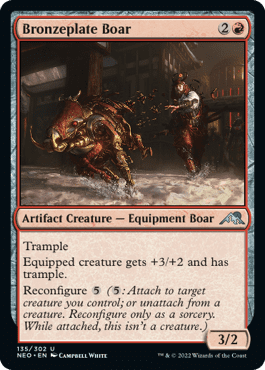 Bronzeplate Boar 2
Artifact Creature — Equipment Boar
Trample
Equipped creature gets +3/+2 and has
trample.
Reconfigure 5 (5: Attach to target
creature you control; or unattach from
a creature. Reconfigure only as a sorcery.
While attached, this isn't a creature.)
3/2
135/302 U
NEO • EN CAMPBELL WHITE
™ & © 2022 Wizards of the Coast